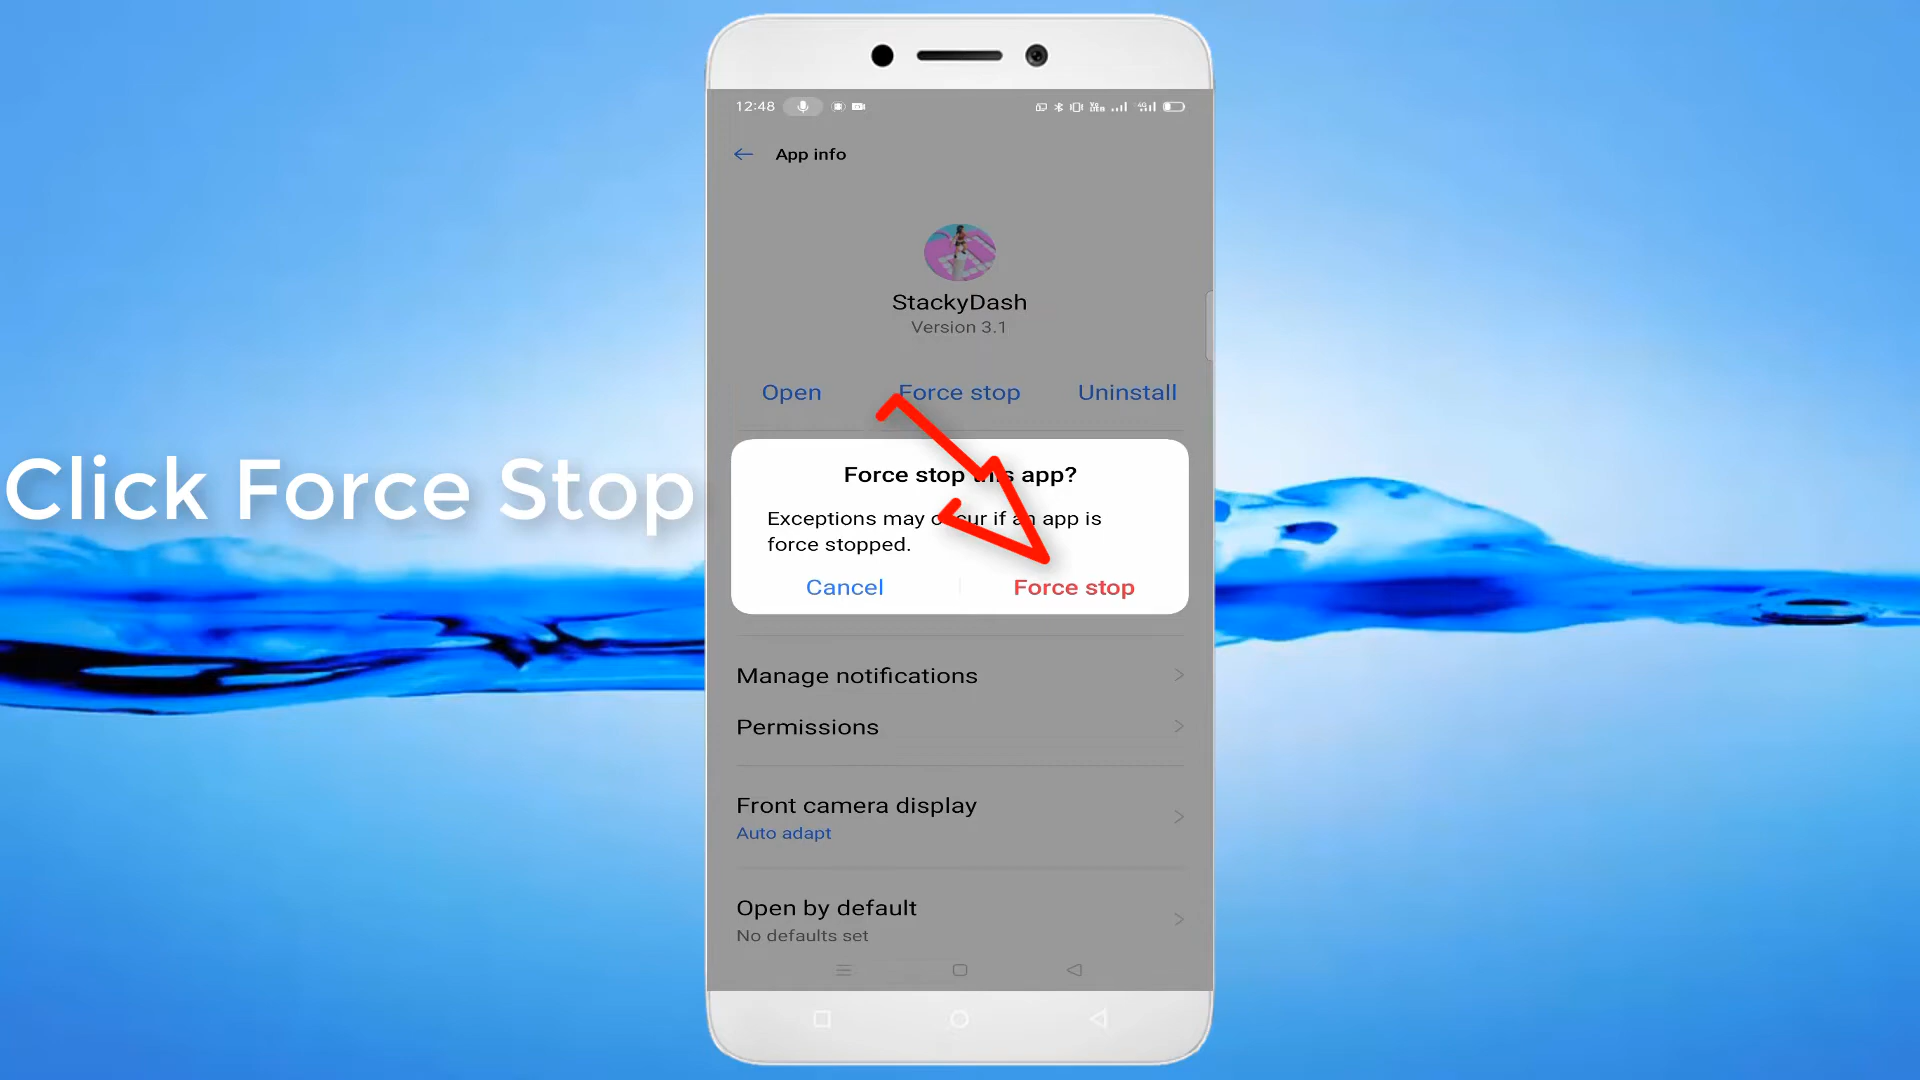 12:48
App info
StackyDash
Version 3.1
Open
Force stop
Uninstall
Click Force Stop
Force stop this app?
Exceptions may occur if an app is
force stopped.
Cancel
Force stop
Manage notifications
Permissions
Front camera display
Auto adapt
Open by default
No defaults set